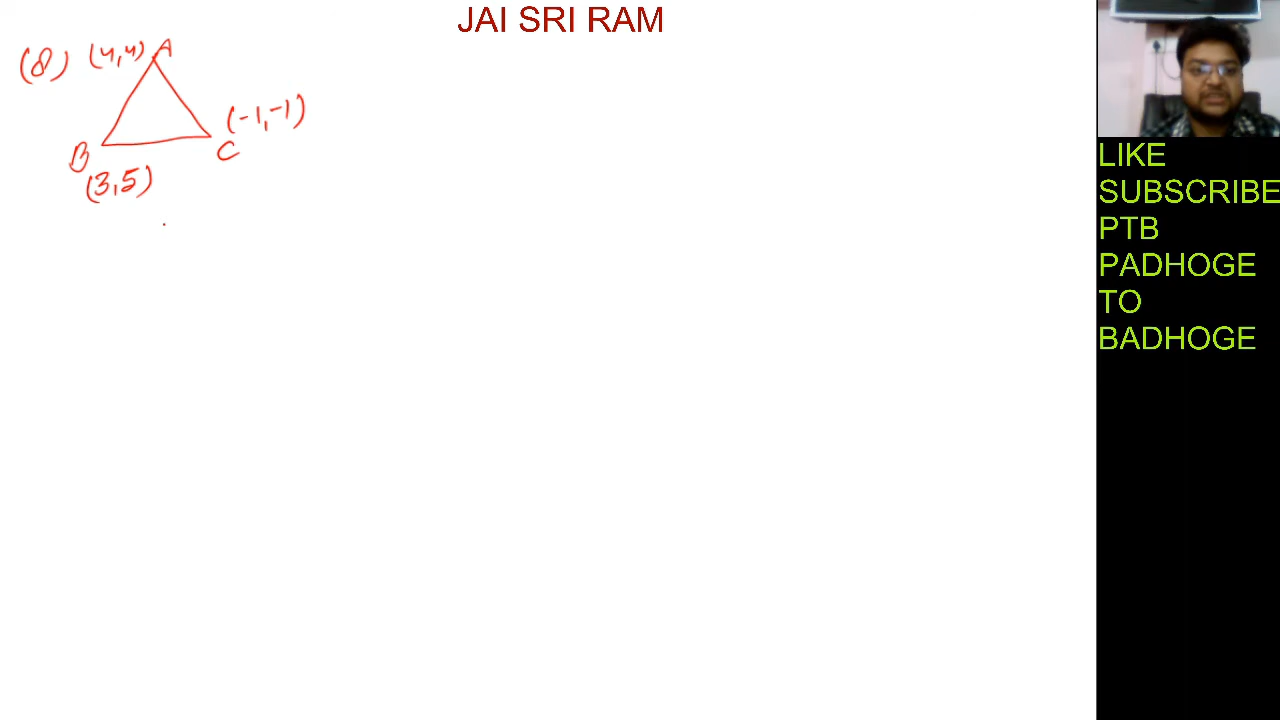 JAI SRI RAM
(8) (4,4) A
(-1,-1)
B C
(3,5)
LIKE
SUBSCRIBE
PTB
PADHOGE
TO
BADHOGE